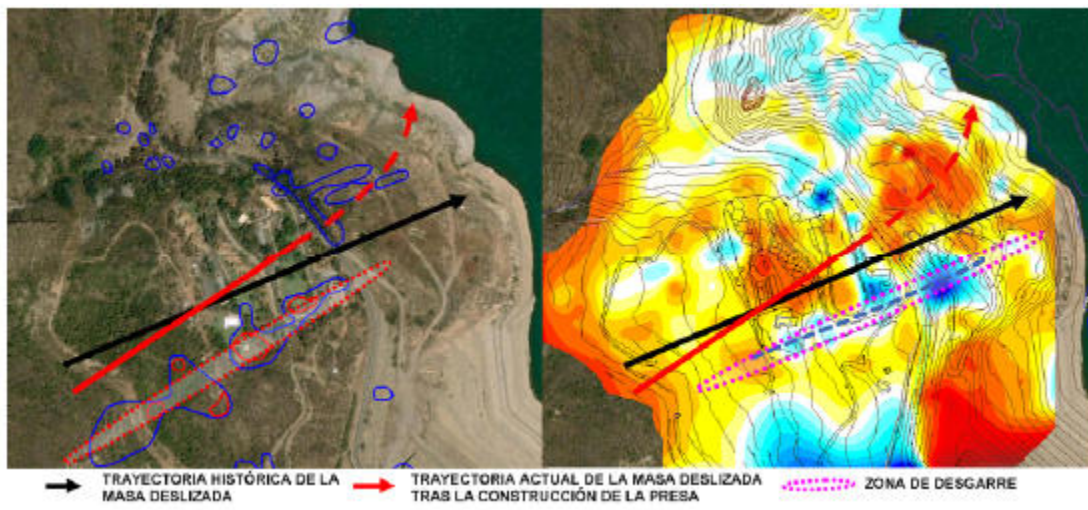 TRAYECTORIA HISTÓRICA DE LA
MASA DESLIZADA
TRAYECTORIA ACTUAL DE LA MASA DESLIZADA
TRAS LA CONSTRUCCIÓN DE LA PRESA
ZONA DE DESGARRE